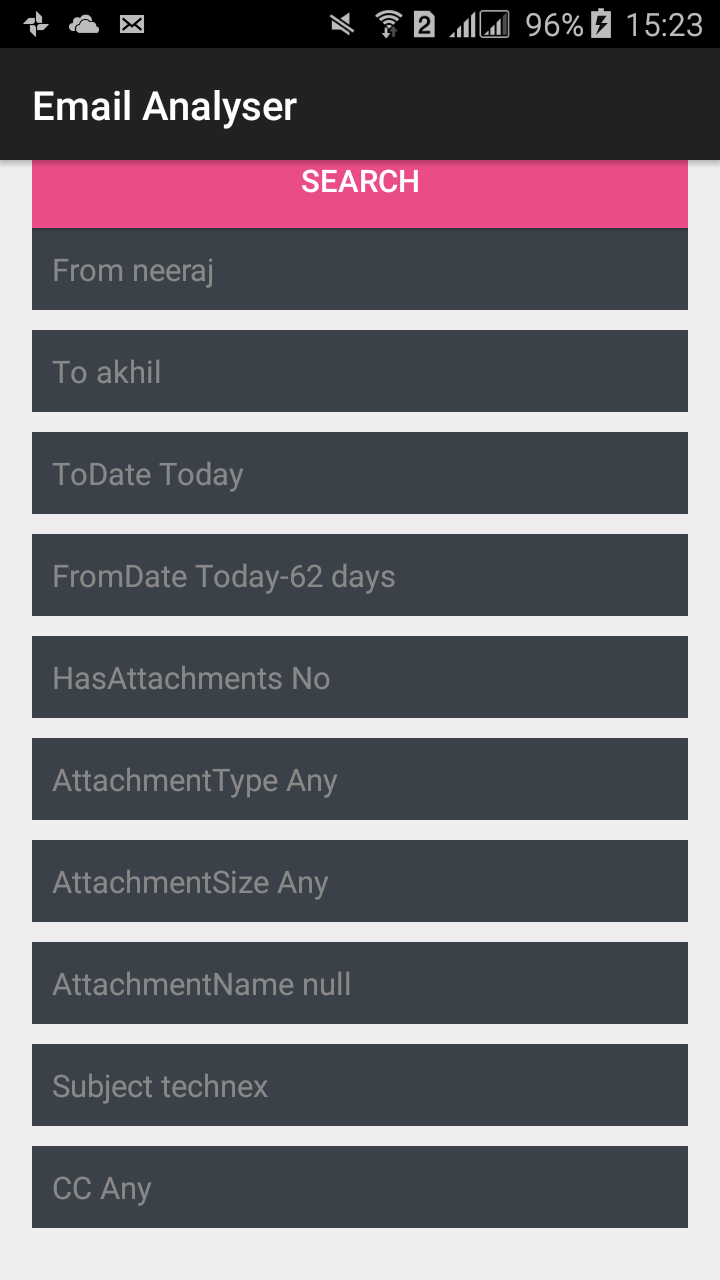 2 96% 15:23
Email Analyser
SEARCH
From neeraj
To akhil
ToDate Today
FromDate Today-62 days
HasAttachments No
AttachmentType Any
AttachmentSize Any
AttachmentName null
Subject technex
CC Any